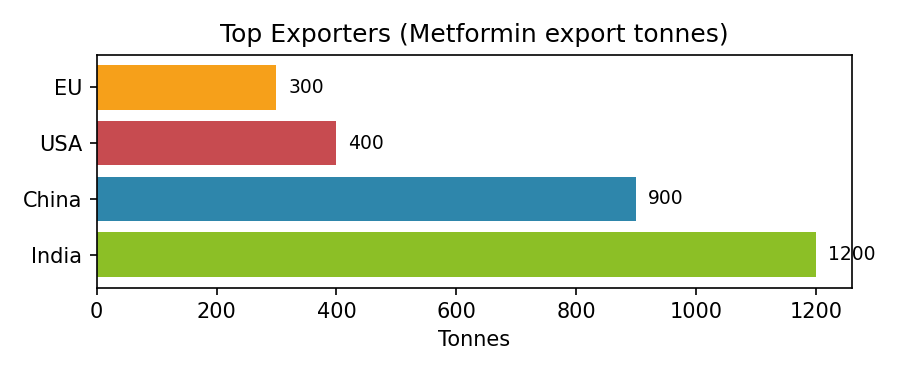 Top Exporters (Metformin export tonnes)
EU 300
USA 400
China 900
India 1200
0 200 400 600 800 1000 1200
Tonnes